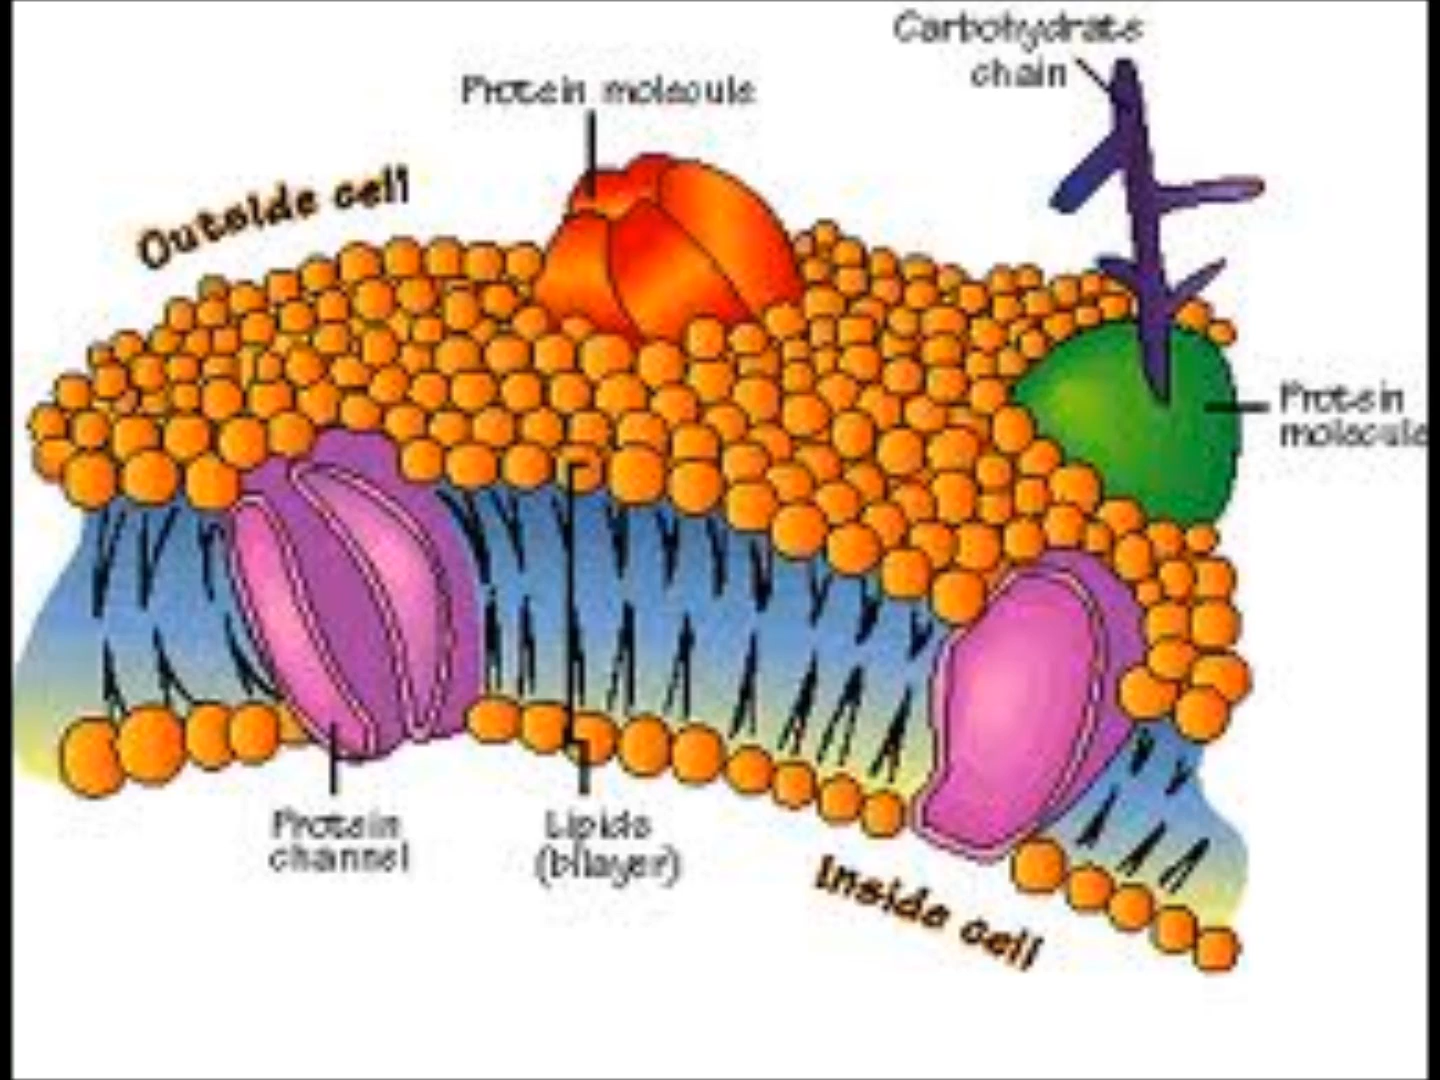 Carbohydrate
chain
Protein molecule
Outside cell
Protein
molecule
Protein
channel
Lipids
(bilayer)
Inside cell